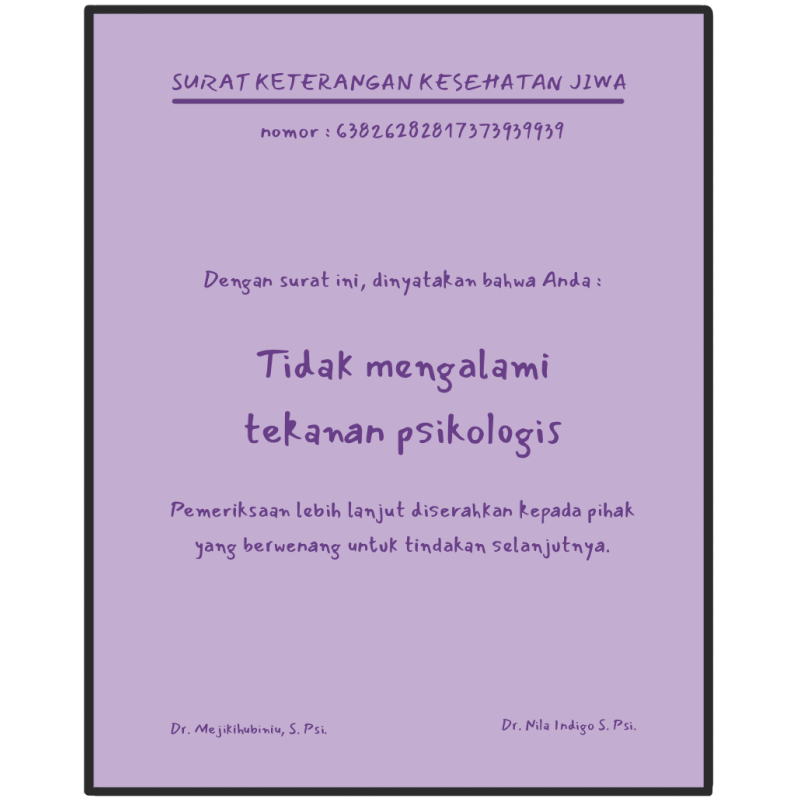 SURAT KETERANGAN KESEHATAN JIWA
nomor : 63826282817373939939
Dengan surat ini, dinyatakan bahwa Anda :
Tidak mengalami
tekanan psikologis
Pemeriksaan lebih lanjut diserahkan kepada pihak
yang berwenang untuk tindakan selanjutnya.
Dr. Mejikihubiniu, S. Psi.
Dr. Nila Indigo S. Psi.